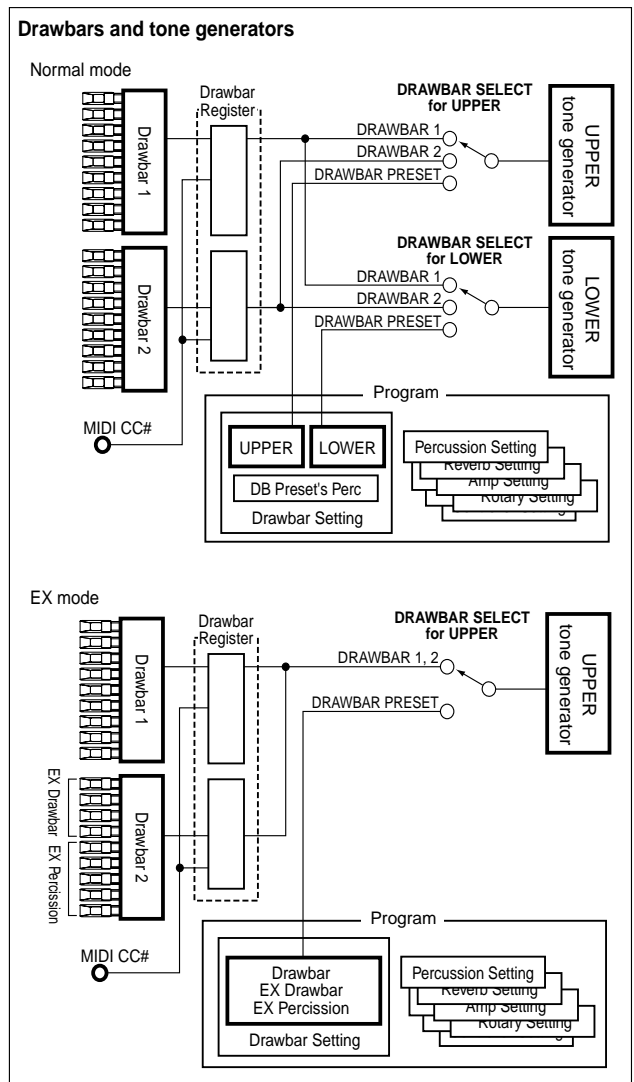 Drawbars and tone generators
Normal mode
Drawbar
Register
DRAWBAR SELECT
for UPPER
DRAWBAR 1
DRAWBAR 2
DRAWBAR PRESET
UPPER
tone generator
Drawbar 1
DRAWBAR SELECT
for LOWER
DRAWBAR 1
DRAWBAR 2
DRAWBAR PRESET
LOWER
tone generator
Drawbar 2
MIDI CC#
Program
UPPER
LOWER
DB Preset's Perc
Drawbar Setting
Percussion Setting
Reverb Setting
Amp Setting
Rotary Setting
EX mode
Drawbar
Register
DRAWBAR SELECT
for UPPER
DRAWBAR 1, 2
DRAWBAR PRESET
UPPER
tone generator
Drawbar 1
EX Drawbar
EX Percission
Drawbar 2
MIDI CC#
Program
Drawbar
EX Drawbar
EX Percission
Drawbar Setting
Percussion Setting
Reverb Setting
Amp Setting
Rotary Setting